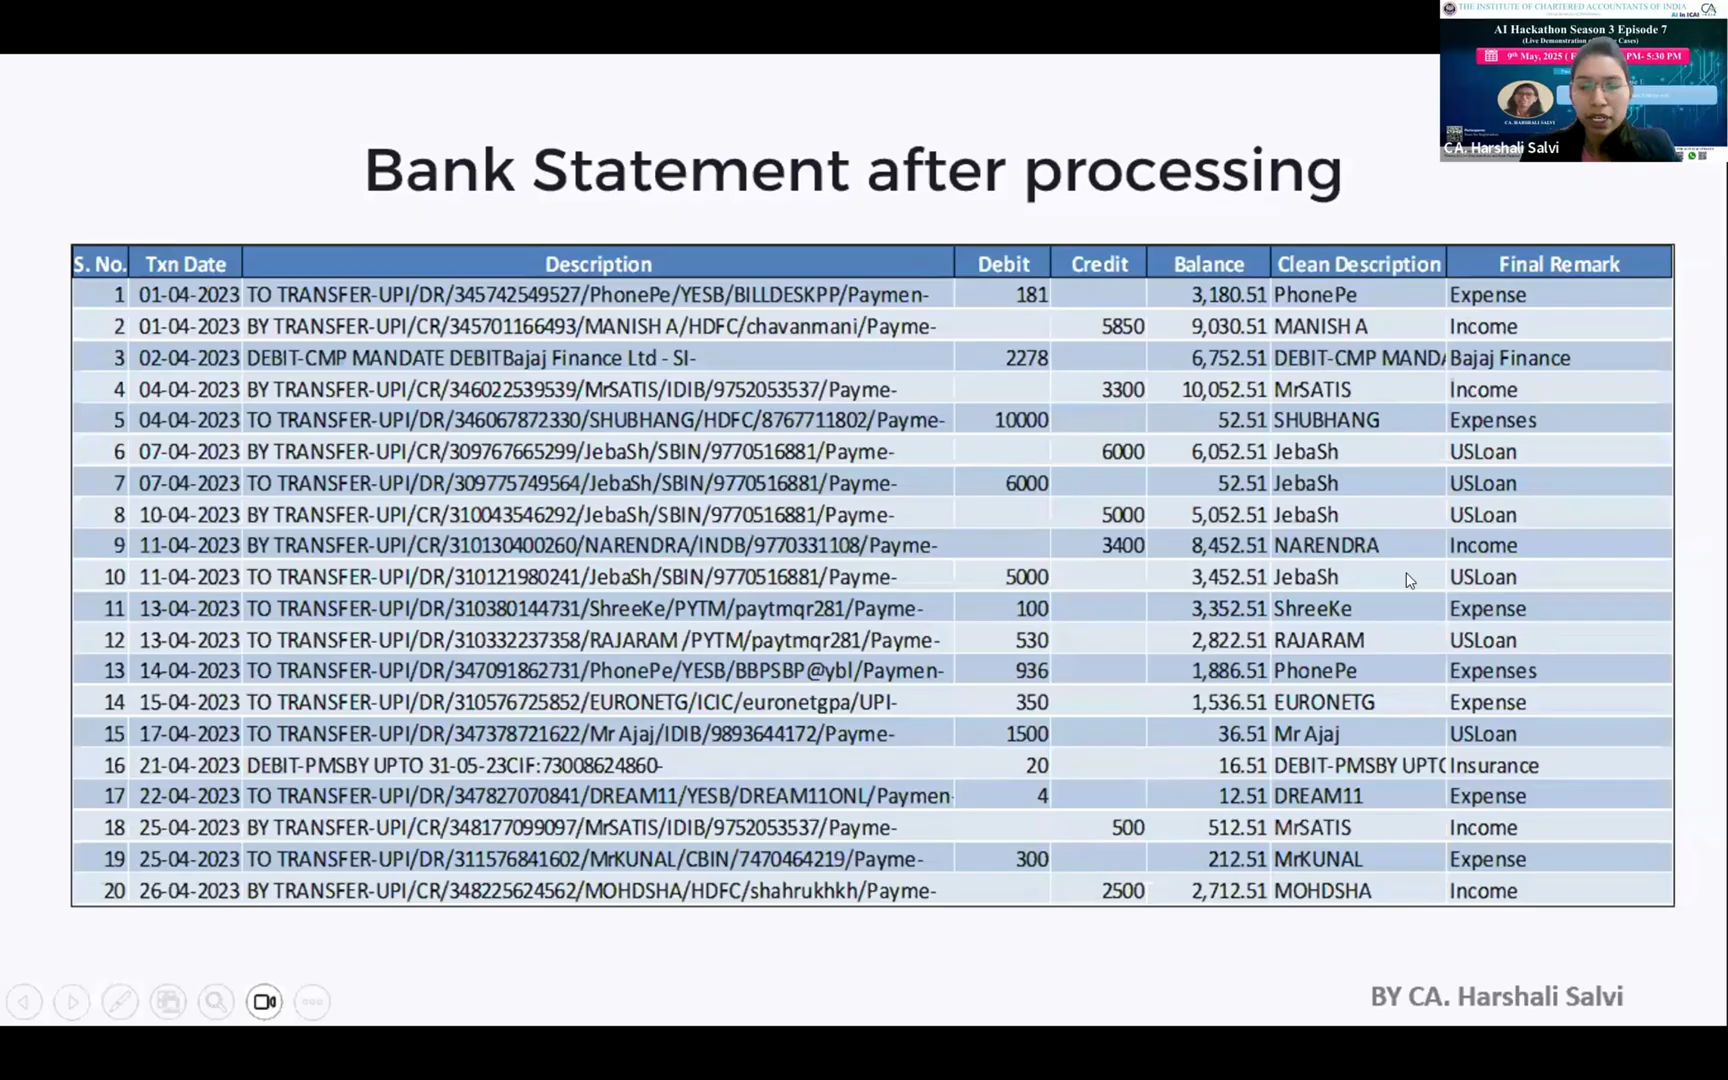 THE INSTITUTE OF CHARTERED ACCOUNTANTS OF INDIA
AI In ICAI
CA
AI Hackathon Season 3 Episode 7
(Live Demonstration Cases)
9th May, 2025 ( PM- 5:30 PM
CA. HARSHALI SALVI
CA. Harshali Salvi
Bank Statement after processing
S. No. Txn Date Description Debit Credit Balance Clean Description Final Remark
1 01-04-2023 TO TRANSFER-UPI/DR/345742549527/PhonePe/YESB/BILLDESKPP/Paymen- 181 3,180.51 PhonePe Expense
2 01-04-2023 BY TRANSFER-UPI/CR/345701166493/MANISH A/HDFC/chavanmani/Payme- 5850 9,030.51 MANISH A Income
3 02-04-2023 DEBIT-CMP MANDATE DEBITBajaj Finance Ltd - SI- 2278 6,752.51 DEBIT-CMP MANDA Bajaj Finance
4 04-04-2023 BY TRANSFER-UPI/CR/346022539539/MrSATIS/IDIB/9752053537/Payme- 3300 10,052.51 MrSATIS Income
5 04-04-2023 TO TRANSFER-UPI/DR/346067872330/SHUBHANG/HDFC/8767711802/Payme- 10000 52.51 SHUBHANG Expenses
6 07-04-2023 BY TRANSFER-UPI/CR/309767665299/JebaSh/SBIN/9770516881/Payme- 6000 6,052.51 JebaSh USLoan
7 07-04-2023 TO TRANSFER-UPI/DR/309775749564/JebaSh/SBIN/9770516881/Payme- 6000 52.51 JebaSh USLoan
8 10-04-2023 BY TRANSFER-UPI/CR/310043546292/JebaSh/SBIN/9770516881/Payme- 5000 5,052.51 JebaSh USLoan
9 11-04-2023 BY TRANSFER-UPI/CR/310130400260/NARENDRA/INDB/9770331108/Payme- 3400 8,452.51 NARENDRA Income
10 11-04-2023 TO TRANSFER-UPI/DR/310121980241/JebaSh/SBIN/9770516881/Payme- 5000 3,452.51 JebaSh USLoan
11 13-04-2023 TO TRANSFER-UPI/DR/310380144731/ShreeKe/PYTM/paytmqr281/Payme- 100 3,352.51 ShreeKe Expense
12 13-04-2023 TO TRANSFER-UPI/DR/310332237358/RAJARAM /PYTM/paytmqr281/Payme- 530 2,822.51 RAJARAM USLoan
13 14-04-2023 TO TRANSFER-UPI/DR/347091862731/PhonePe/YESB/BBPSBP@ybl/Paymen- 936 1,886.51 PhonePe Expenses
14 15-04-2023 TO TRANSFER-UPI/DR/310576725852/EURONETG/ICIC/euronetgpa/UPI- 350 1,536.51 EURONETG Expense
15 17-04-2023 TO TRANSFER-UPI/DR/347378721622/Mr Ajaj/IDIB/9893644172/Payme- 1500 36.51 Mr Ajaj USLoan
16 21-04-2023 DEBIT-PMSBY UPTO 31-05-23CIF:73008624860- 20 16.51 DEBIT-PMSBY UPTO Insurance
17 22-04-2023 TO TRANSFER-UPI/DR/347827070841/DREAM11/YESB/DREAM11ONL/Paymen- 4 12.51 DREAM11 Expense
18 25-04-2023 BY TRANSFER-UPI/CR/348177099097/MrSATIS/IDIB/9752053537/Payme- 500 512.51 MrSATIS Income
19 25-04-2023 TO TRANSFER-UPI/DR/311576841602/MrKUNAL/CBIN/7470464219/Payme- 300 212.51 MrKUNAL Expense
20 26-04-2023 BY TRANSFER-UPI/CR/348225624562/MOHDSHA/HDFC/shahrukhkh/Payme- 2500 2,712.51 MOHDSHA Income
BY CA. Harshali Salvi